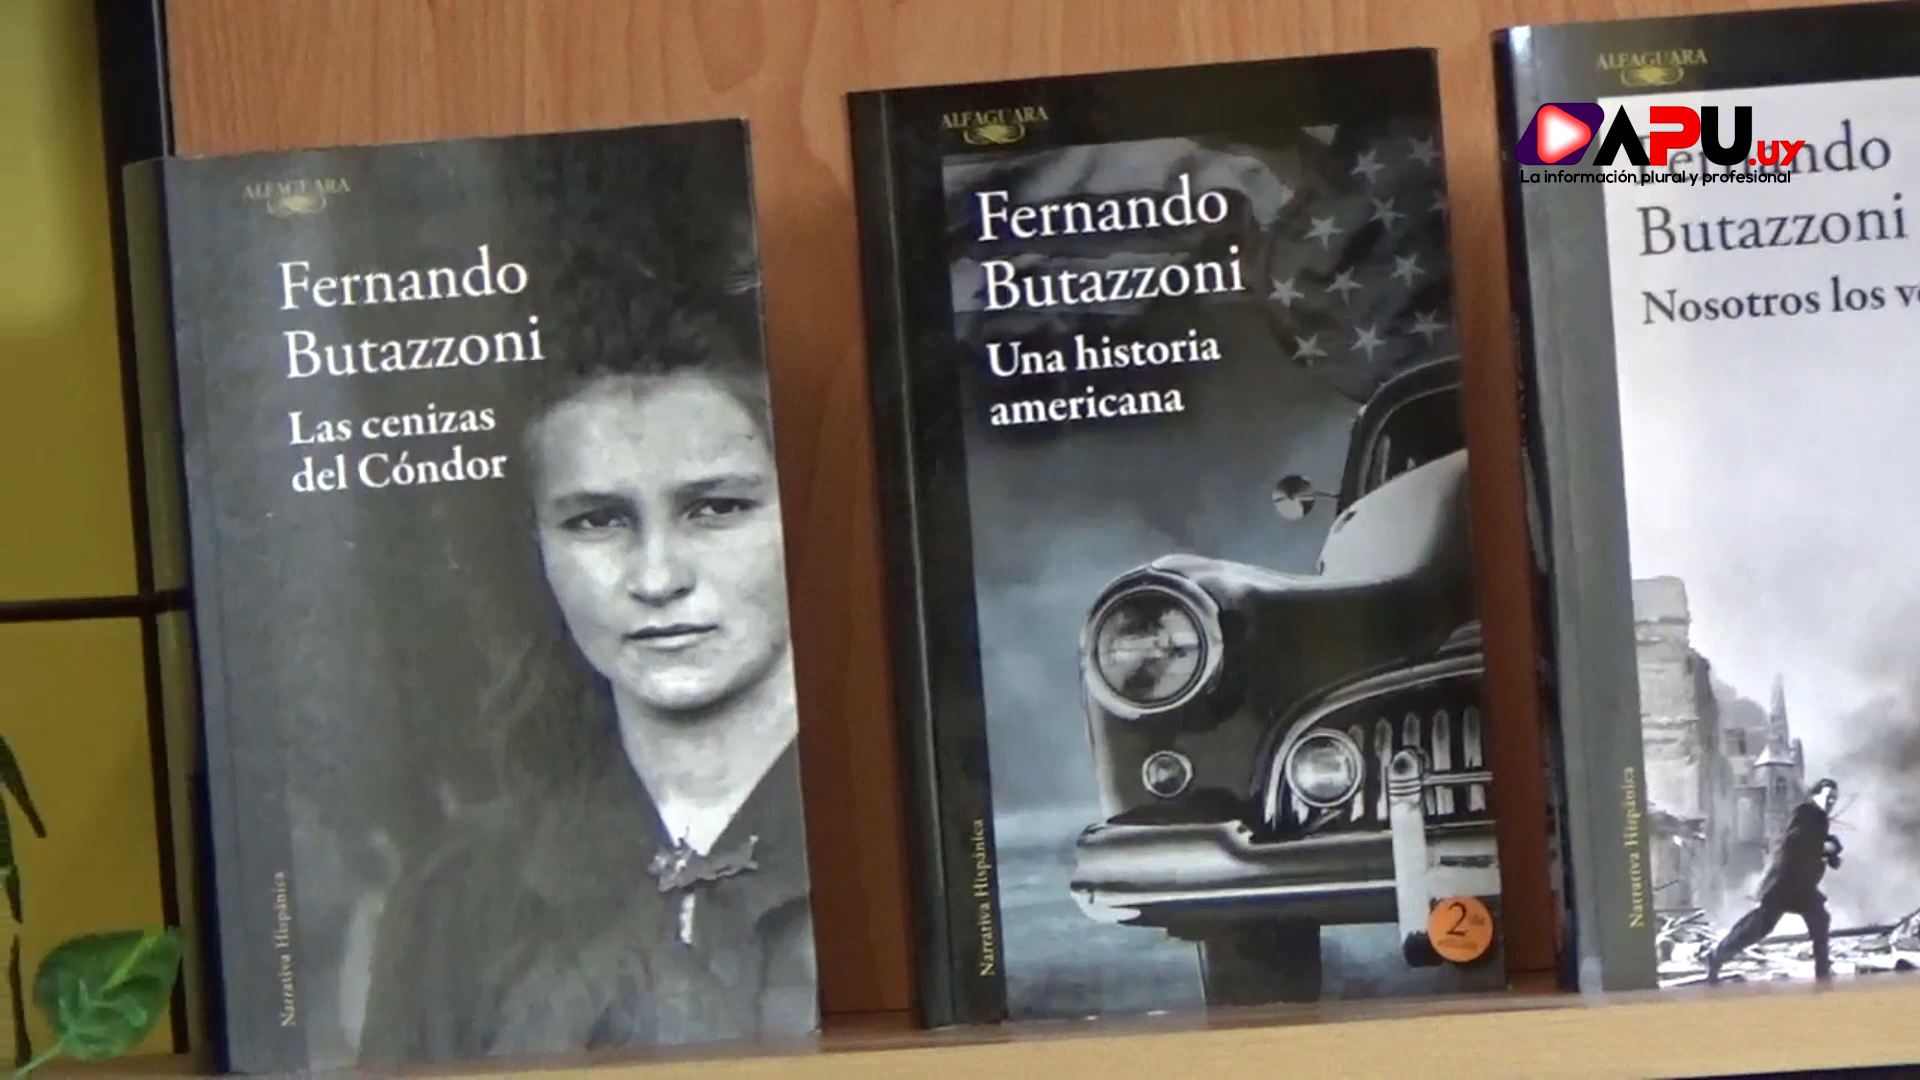 ALFAGUARA
Fernando
Butazzoni
Las cenizas
del Cóndor
Narrativa Hispánica
ALFAGUARA
Fernando
Butazzoni
Una historia
americana
Narrativa Hispánica
2
ALFAGUARA
Fernando
Butazzoni
Nosotros los
Narrativa Hispánica
APU.uy
La información plural y profesional